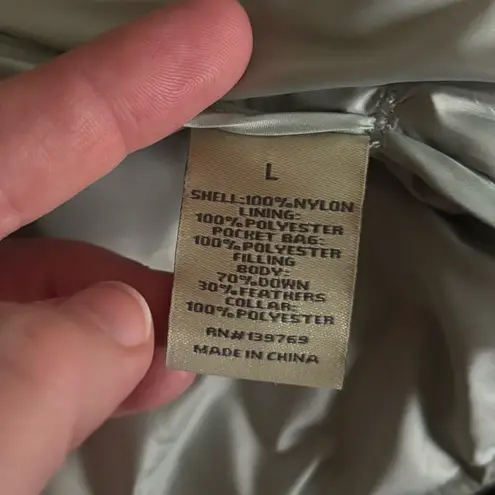 L
SHELL:100%NYLON
LINING:
100%POLYESTER
POCKET BAG:
100%POLYESTER
FILLING
BODY:
70%DOWN
30%FEATHERS
COLLAR:
100%POLYESTER
RN#139769
MADE IN CHINA